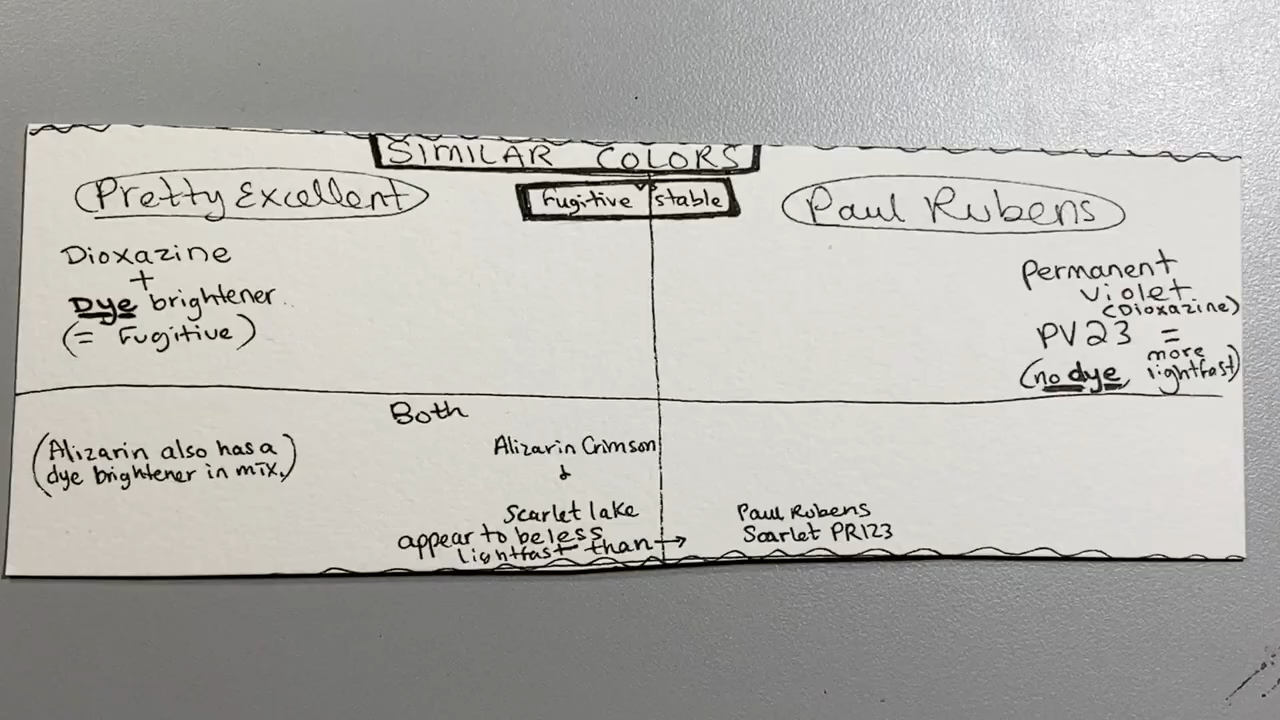 SIMILAR COLORS
Pretty Excellent
Fugitive stable
Paul Rubens
Dioxazine
+
Dye brightener
(= Fugitive)
Permanent
Violet
(Dioxazine)
PV23 =
more
(no dye, lightfast)
Both
(Alizarin also has a
dye brightener in mix.)
Alizarin Crimson
&
Scarlet lake
appear to be less
lightfast than →
Paul Rubens
Scarlet PR123